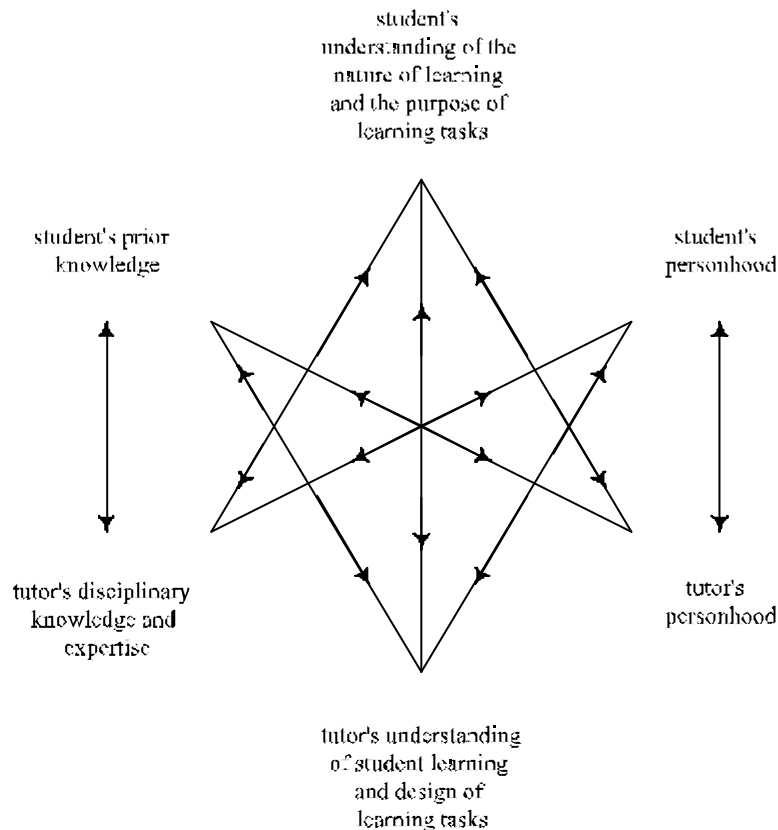 student's
understanding of the
nature of learning
and the purpose of
learning tasks
student's prior
knowledge
student's
personhood
tutor's disciplinary
knowledge and
expertise
tutor's
personhood
tutor's understanding
of student learning
and design of
learning tasks